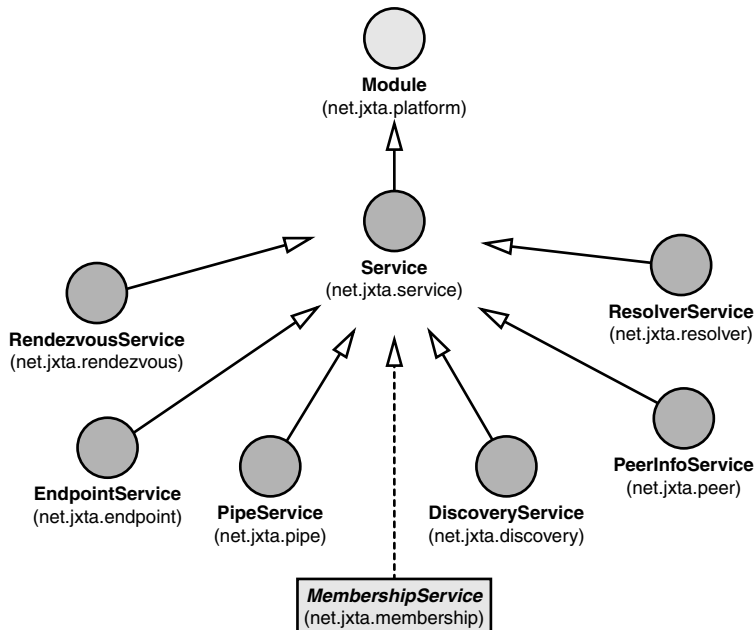 Module
(net.jxta.platform)
Service
(net.jxta.service)
RendezvousService
(net.jxta.rendezvous)
ResolverService
(net.jxta.resolver)
EndpointService
(net.jxta.endpoint)
PipeService
(net.jxta.pipe)
DiscoveryService
(net.jxta.discovery)
PeerInfoService
(net.jxta.peer)
MembershipService
(net.jxta.membership)